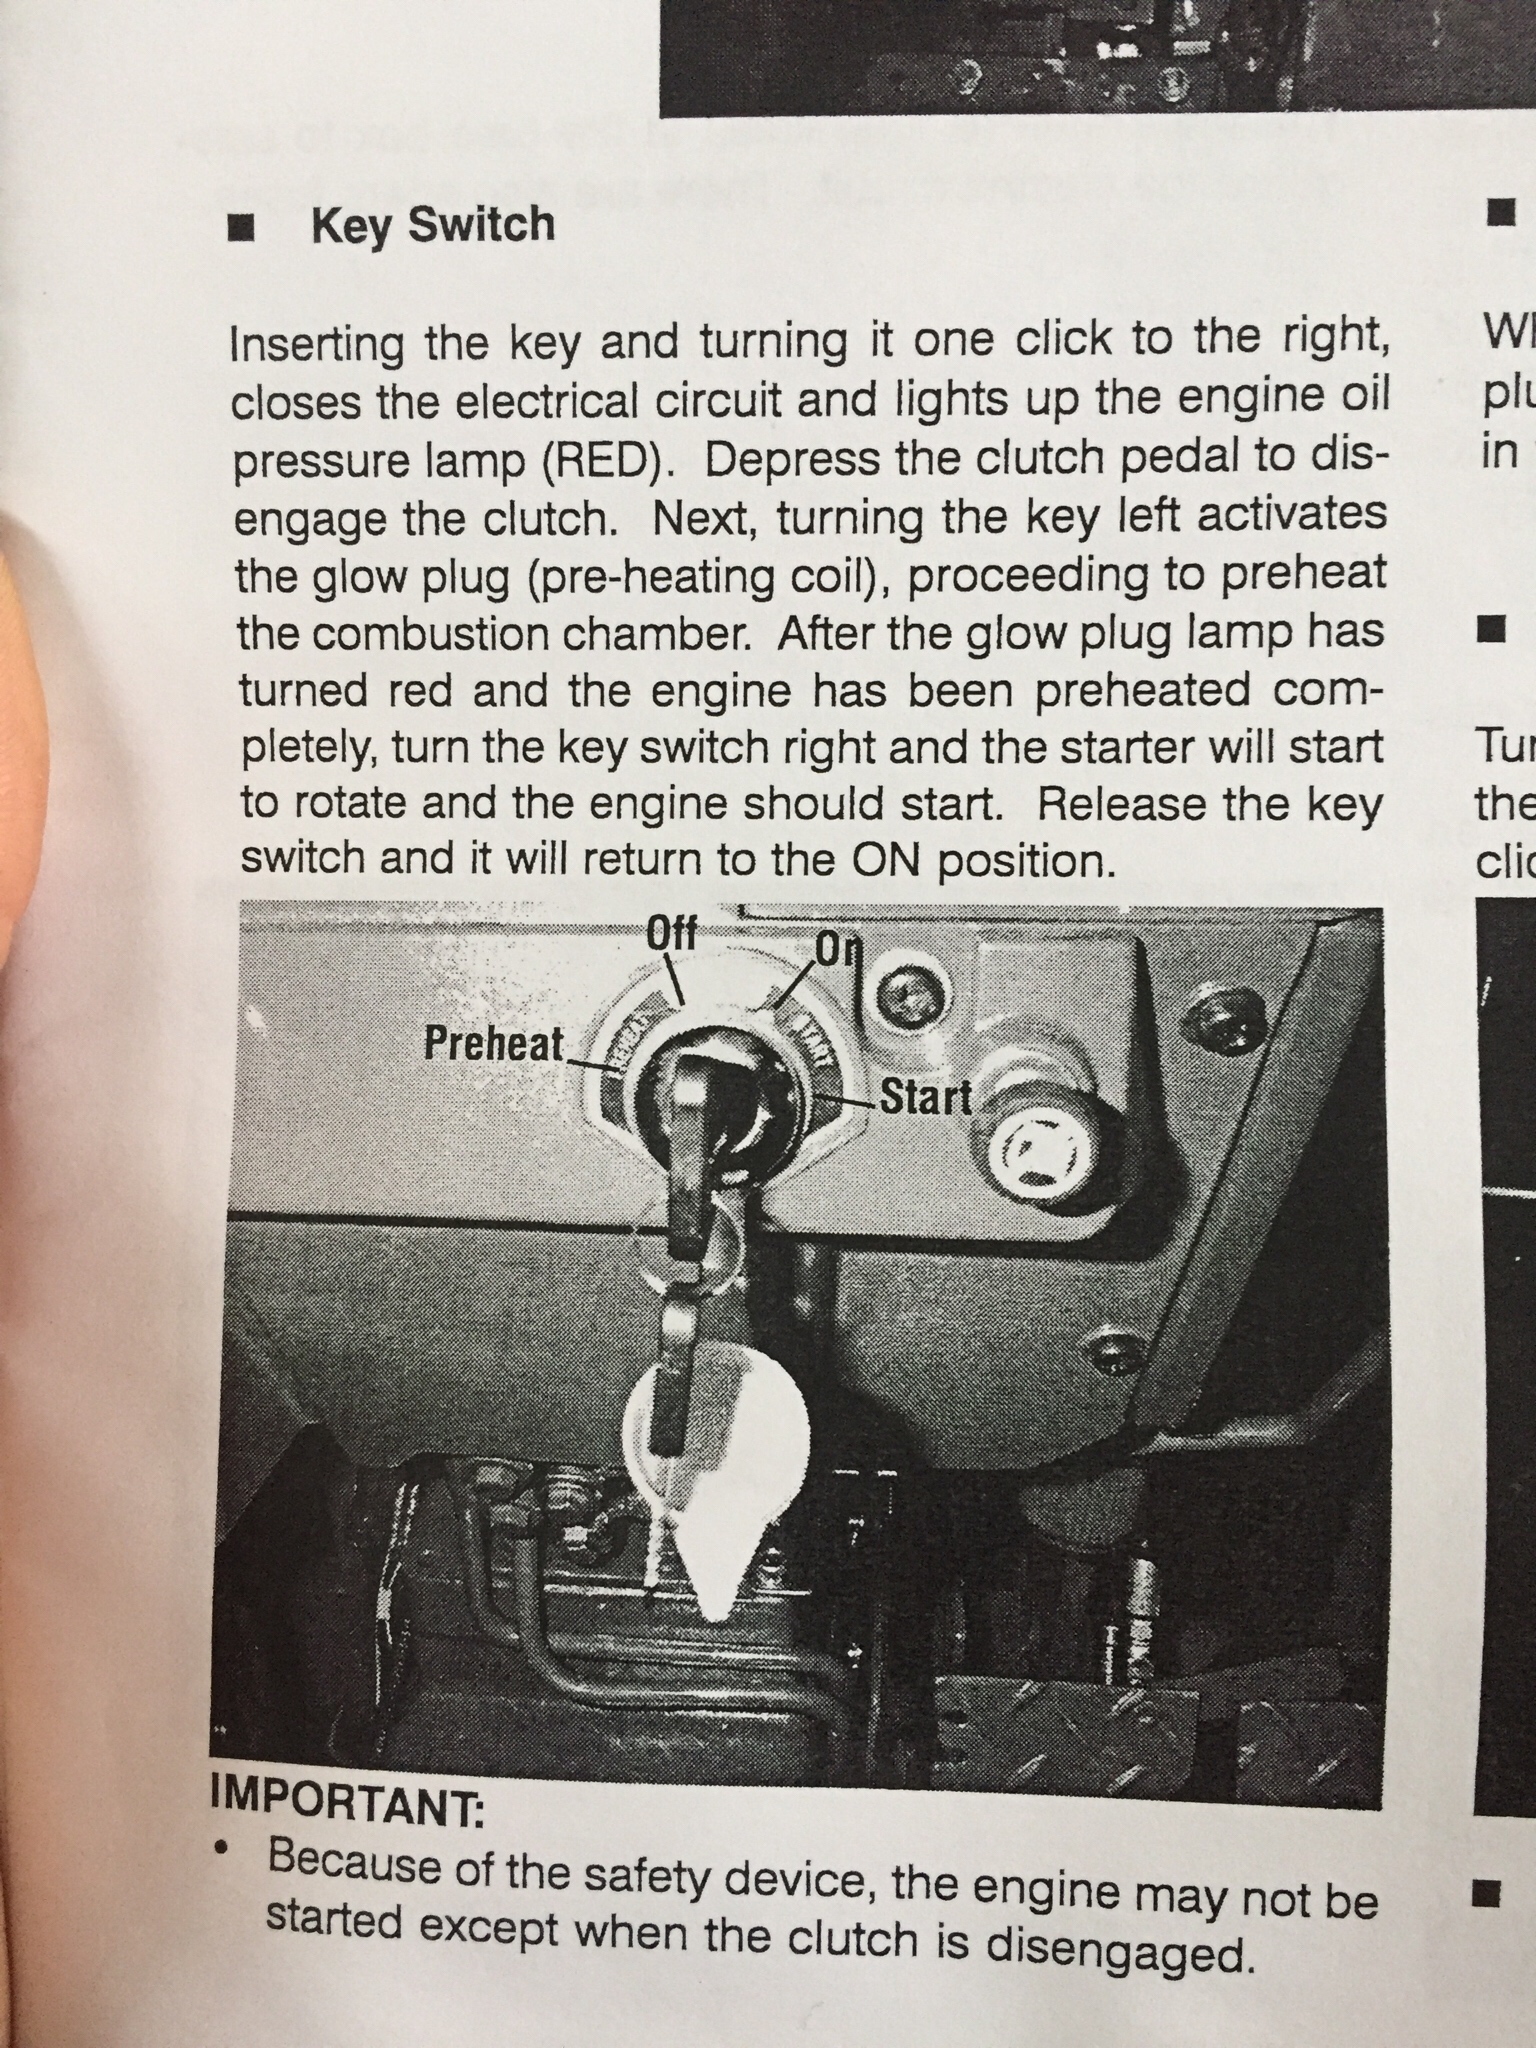 ■ Key Switch
Inserting the key and turning it one click to the right,
closes the electrical circuit and lights up the engine oil
pressure lamp (RED). Depress the clutch pedal to dis-
engage the clutch. Next, turning the key left activates
the glow plug (pre-heating coil), proceeding to preheat
the combustion chamber. After the glow plug lamp has
turned red and the engine has been preheated com-
pletely, turn the key switch right and the starter will start
to rotate and the engine should start. Release the key
switch and it will return to the ON position.
Off
On
Preheat
START
Start
IMPORTANT:
• Because of the safety device, the engine may not be
started except when the clutch is disengaged.
■
in
■
the
■